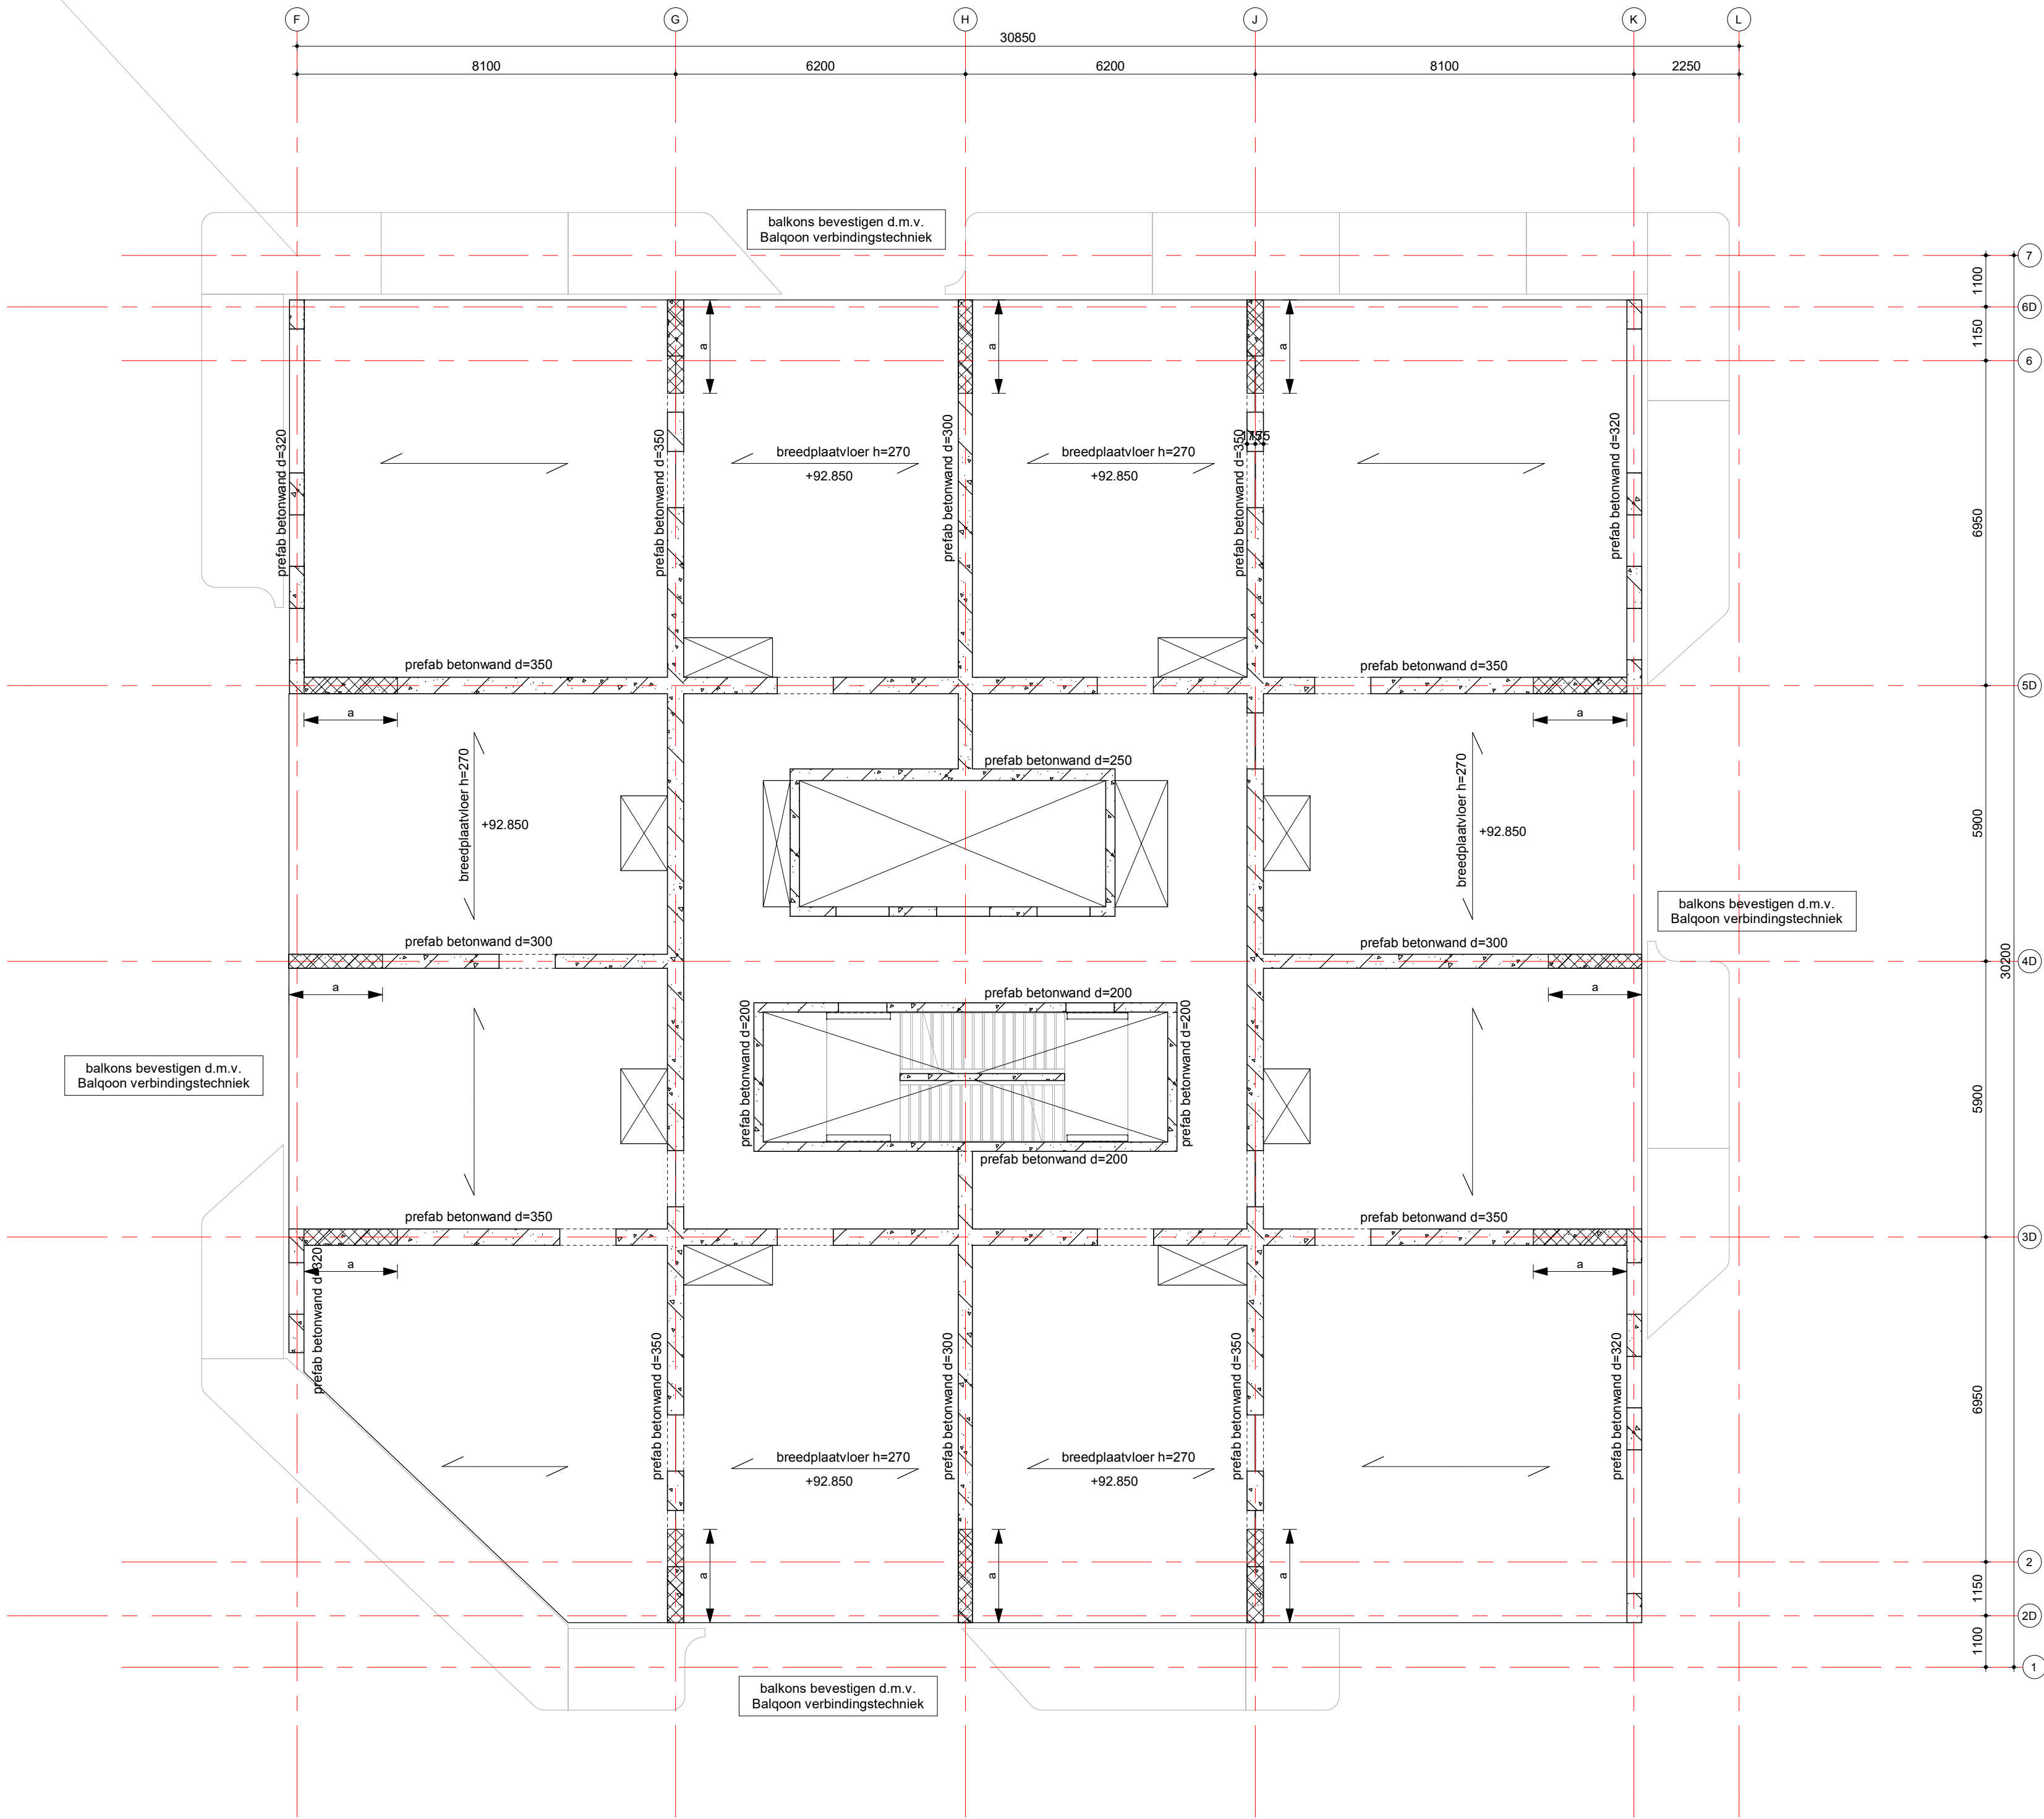 F
G
H
J
K
L
30850
8100
6200
6200
8100
2250
balkons bevestigen d.m.v.
Balqoon verbindingstechniek
7
1100
6D
1150
6
a
a
a
prefab betonwand d=320
prefab betonwand d=350
breedplaatvloer h=270
+92.850
prefab betonwand d=300
breedplaatvloer h=270
+92.850
prefab betonwand d=350
prefab betonwand d=320
6950
prefab betonwand d=350
prefab betonwand d=350
5D
a
a
prefab betonwand d=250
breedplaatvloer h=270
+92.850
breedplaatvloer h=270
+92.850
5900
balkons bevestigen d.m.v.
Balqoon verbindingstechniek
prefab betonwand d=300
prefab betonwand d=300
30200
4D
a
a
prefab betonwand d=200
prefab betonwand d=200
prefab betonwand d=200
balkons bevestigen d.m.v.
Balqoon verbindingstechniek
5900
prefab betonwand d=200
prefab betonwand d=350
prefab betonwand d=350
3D
a
a
prefab betonwand d=320
prefab betonwand d=350
prefab betonwand d=300
prefab betonwand d=350
prefab betonwand d=320
6950
breedplaatvloer h=270
+92.850
breedplaatvloer h=270
+92.850
a
a
a
2
1150
2D
1100
1
balkons bevestigen d.m.v.
Balqoon verbindingstechniek